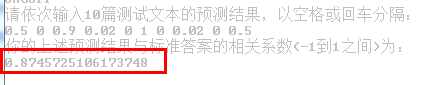 请依次输入10篇测试文本的预测结果，以空格或回车分隔：
0.5 0 0.9 0.02 0 1 0 0.02 0 0.5
你的上述预测结果与标准答案的相关系数(-1到1之间)为：
0.8745725106173748